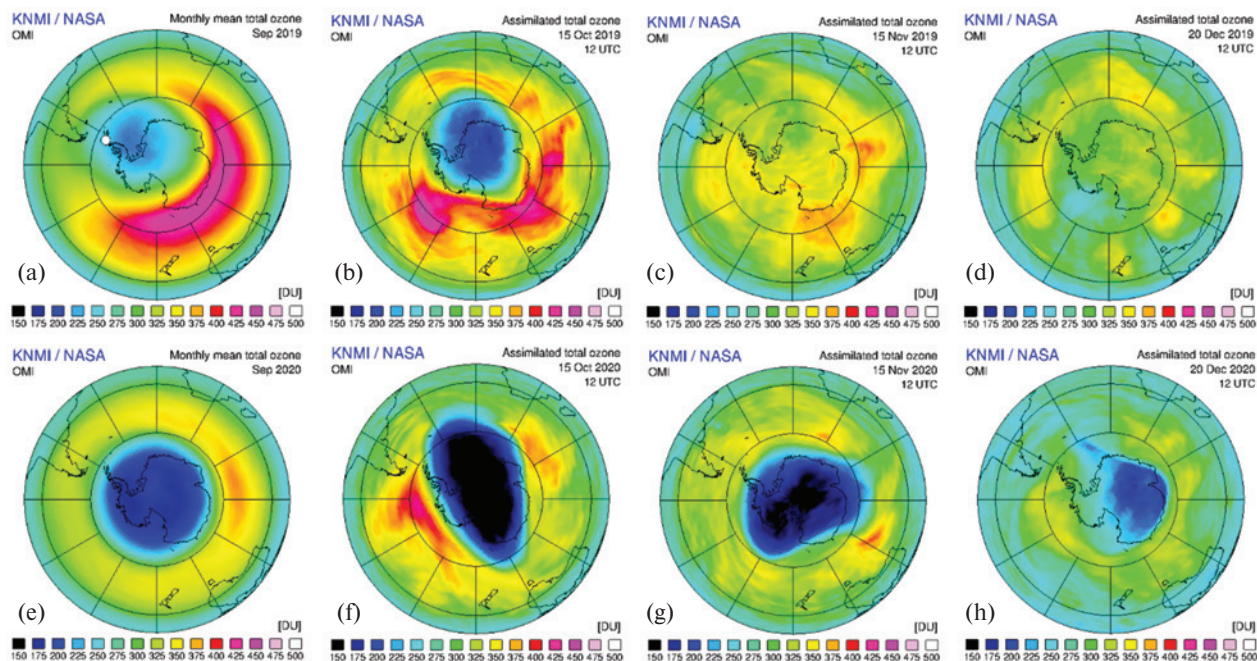 KNMI / NASA
OMI
Monthly mean total ozone
Sep 2019
(a)
[DU]
150 175 200 225 250 275 300 325 350 375 400 425 450 475 500
KNMI / NASA
OMI
Assimilated total ozone
15 Oct 2019
12 UTC
(b)
[DU]
150 175 200 225 250 275 300 325 350 375 400 425 450 475 500
KNMI / NASA
OMI
Assimilated total ozone
15 Nov 2019
12 UTC
(c)
[DU]
150 175 200 225 250 275 300 325 350 375 400 425 450 475 500
KNMI / NASA
OMI
Assimilated total ozone
20 Dec 2019
12 UTC
(d)
[DU]
150 175 200 225 250 275 300 325 350 375 400 425 450 475 500
KNMI / NASA
OMI
Monthly mean total ozone
Sep 2020
(e)
[DU]
150 175 200 225 250 275 300 325 350 375 400 425 450 475 500
KNMI / NASA
OMI
Assimilated total ozone
15 Oct 2020
12 UTC
(f)
[DU]
150 175 200 225 250 275 300 325 350 375 400 425 450 475 500
KNMI / NASA
OMI
Assimilated total ozone
15 Nov 2020
12 UTC
(g)
[DU]
150 175 200 225 250 275 300 325 350 375 400 425 450 475 500
KNMI / NASA
OMI
Assimilated total ozone
20 Dec 2020
12 UTC
(h)
[DU]
150 175 200 225 250 275 300 325 350 375 400 425 450 475 500